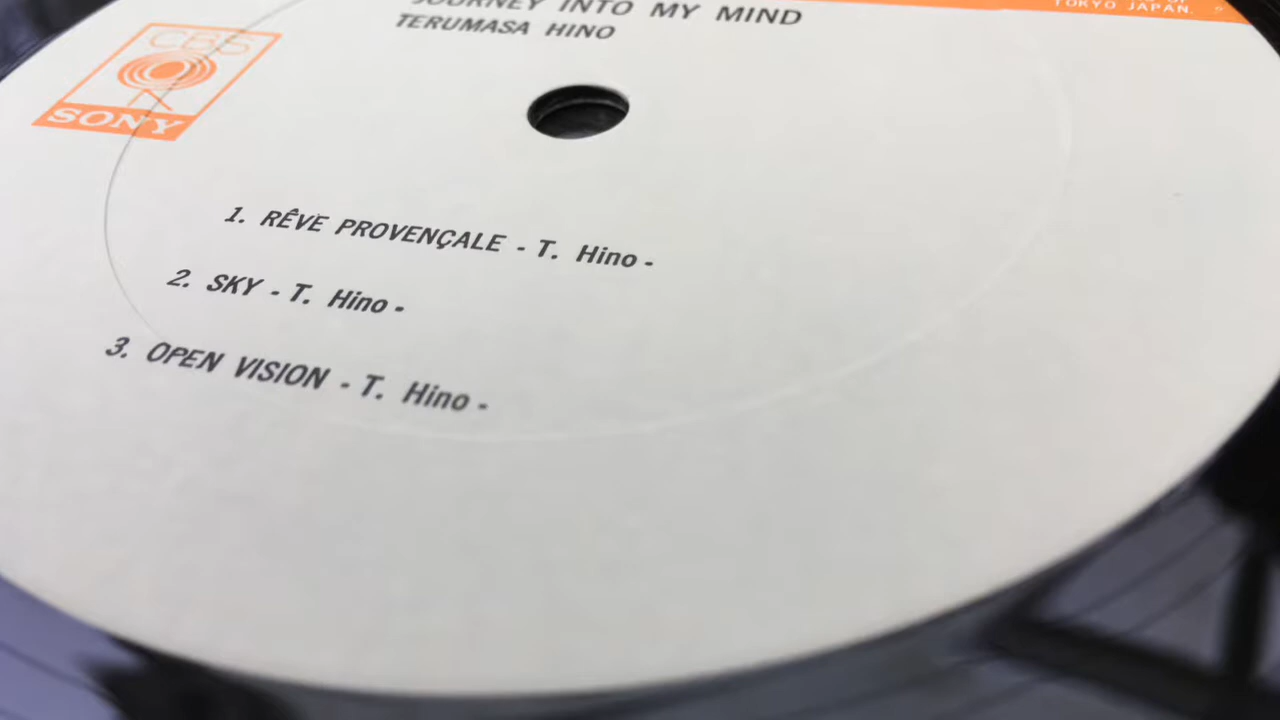 JOURNEY INTO MY MIND
TERUMASA HINO
TOKYO JAPAN.
CBS
SONY
1. RÊVE PROVENÇALE - T. Hino -
2. SKY - T. Hino -
3. OPEN VISION - T. Hino -